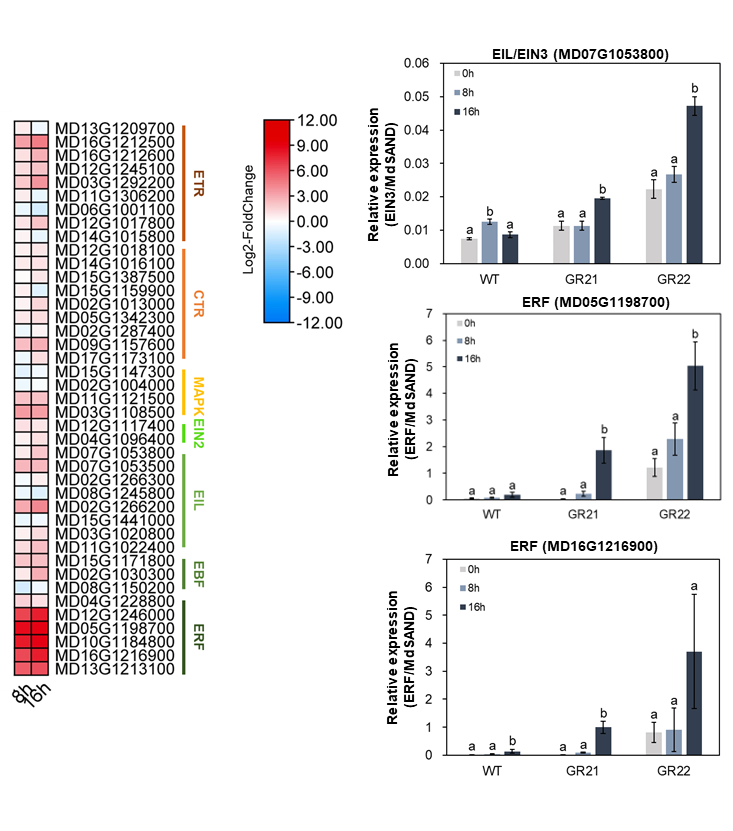 MD13G1209700
MD16G1212500
MD16G1212600
MD12G1245100
MD03G1292200
MD11G1306200
MD06G1001100
MD12G1017800
MD14G1015800
MD12G1018100
MD14G1018100
MD15G1387500
MD15G1159900
MD02G1013000
MD05G1342300
MD02G1287400
MD09G1157600
MD17G1173100
MD15G1147300
MD02G1004000
MD11G1121500
MD03G1108500
MD12G1117400
MD04G1096400
MD07G1053800
MD07G1053500
MD02G1266300
MD08G1245800
MD02G1266200
MD15G1441000
MD03G1020800
MD11G1022400
MD15G1171800
MD02G1030300
MD08G1150200
MD04G1228800
MD12G1246000
MD05G1198700
MD10G1184800
MD16G1216900
MD13G1213100
8h
16h
ETR
CTR
MAPK
EIN2
EIL
EBF
ERF
Log2-FoldChange
12.00
9.00
6.00
3.00
0.00
-3.00
-6.00
-9.00
-12.00
EIL/EIN3 (MD07G1053800)
Relative expression
(EIN3/MdSAND)
0.06
0.05
0.04
0.03
0.02
0.01
0.00
0h
8h
16h
a
b
a
a
a
b
a
a
b
WT
GR21
GR22
ERF (MD05G1198700)
Relative expression
(ERF/MdSAND)
7
6
5
4
3
2
1
0
0h
8h
16h
a
a
a
a
a
b
a
a
b
WT
GR21
GR22
ERF (MD16G1216900)
Relative expression
(ERF/MdSAND)
7
6
5
4
3
2
1
0
0h
8h
16h
a
a
b
a
a
b
a
a
a
WT
GR21
GR22